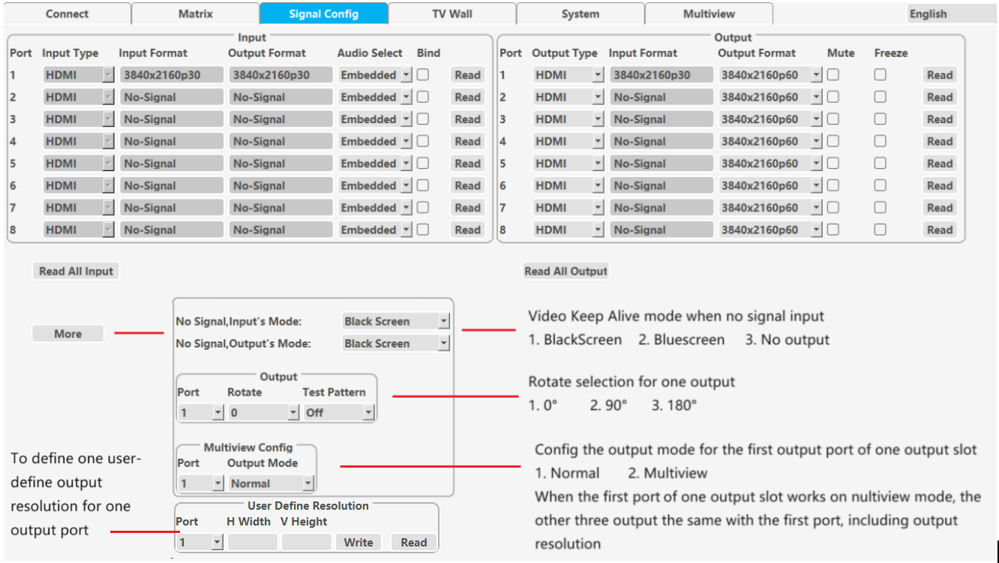 Connect Matrix Signal Config TV Wall System Multiview English
Input
Port Input Type Input Format Output Format Audio Select Bind
1 HDMI 3840x2160p30 3840x2160p30 Embedded Read
2 HDMI No-Signal No-Signal Embedded Read
3 HDMI No-Signal No-Signal Embedded Read
4 HDMI No-Signal No-Signal Embedded Read
5 HDMI No-Signal No-Signal Embedded Read
6 HDMI No-Signal No-Signal Embedded Read
7 HDMI No-Signal No-Signal Embedded Read
8 HDMI No-Signal No-Signal Embedded Read
Read All Input
Output
Port Output Type Input Format Output Format Mute Freeze
1 HDMI 3840x2160p30 3840x2160p60 Read
2 HDMI No-Signal 3840x2160p60 Read
3 HDMI No-Signal 3840x2160p60 Read
4 HDMI No-Signal 3840x2160p60 Read
5 HDMI No-Signal 3840x2160p60 Read
6 HDMI No-Signal 3840x2160p60 Read
7 HDMI No-Signal 3840x2160p60 Read
8 HDMI No-Signal 3840x2160p60 Read
Read All Output
More
No Signal,Input's Mode: Black Screen
No Signal,Output's Mode: Black Screen
Video Keep Alive mode when no signal input
1. BlackScreen 2. Bluescreen 3. No output
Output
Port Rotate Test Pattern
1 0 Off
Rotate selection for one output
1. 0° 2. 90° 3. 180°
Multiview Config
Port Output Mode
1 Normal
Config the output mode for the first output port of one output slot
1. Normal 2. Multiview
When the first port of one output slot works on nultiview mode, the
other three output the same with the first port, including output
resolution
To define one user-
define output
resolution for one
output port
User Define Resolution
Port H Width V Height
1 Write Read